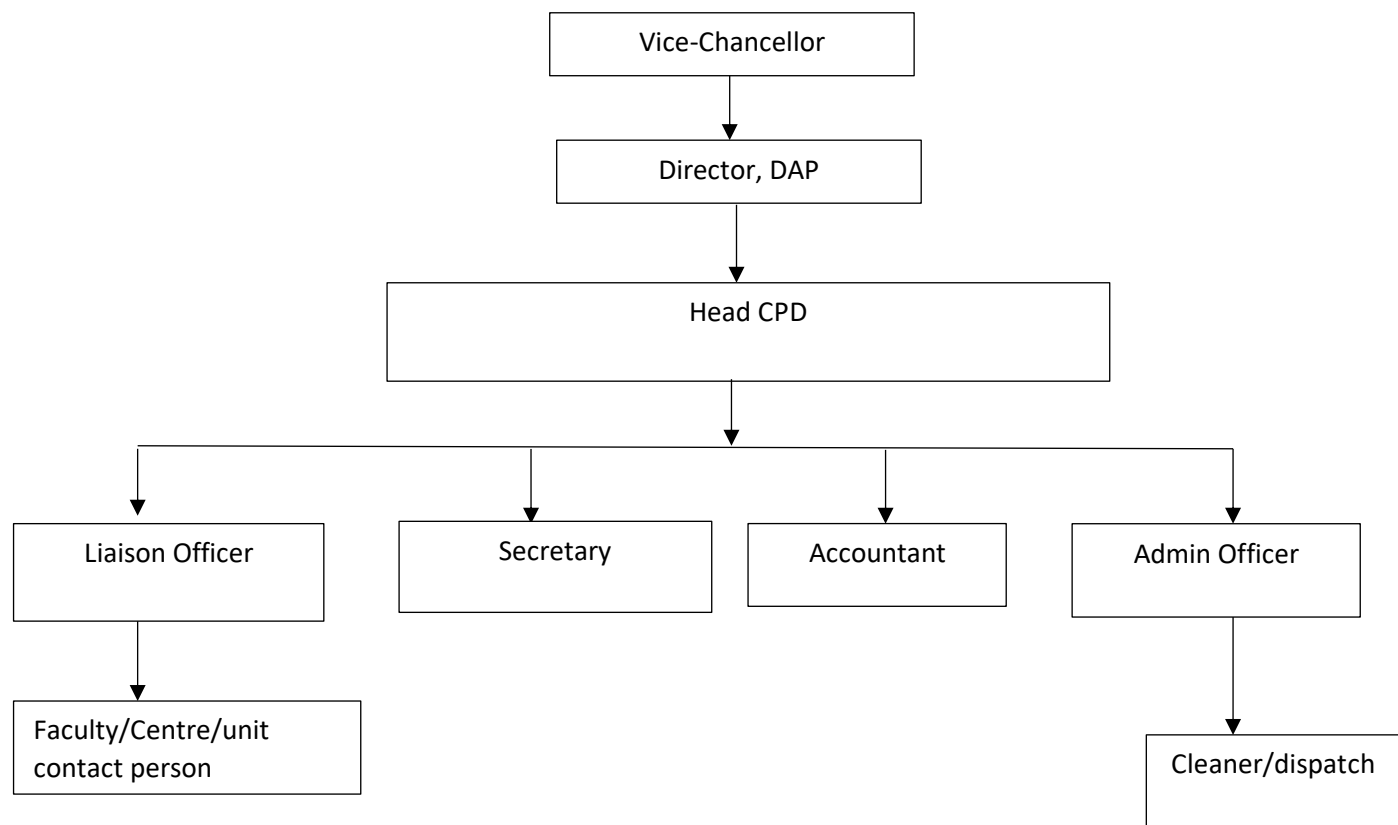 Vice-Chancellor
Director, DAP
Head CPD
Liaison Officer
Secretary
Accountant
Admin Officer
Faculty/Centre/unit
contact person
Cleaner/dispatch